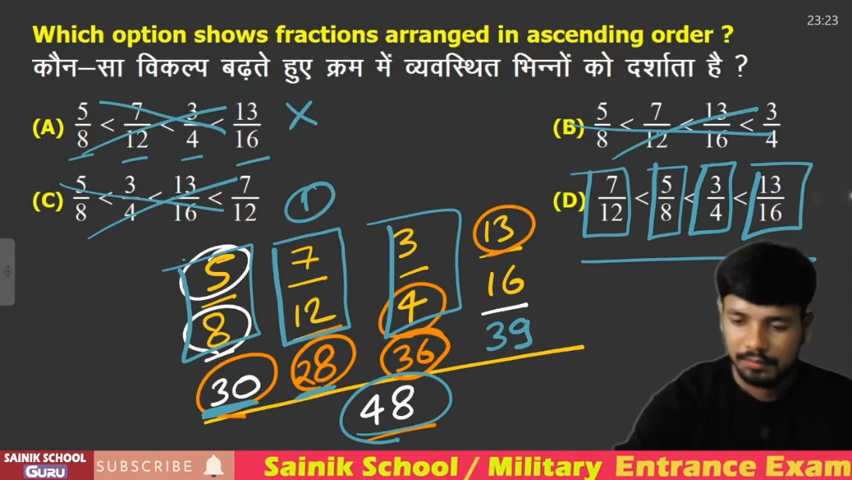 23:23
Which option shows fractions arranged in ascending order ?
कौन–सा विकल्प बढ़ते हुए क्रम में व्यवस्थित भिन्नों को दर्शाता है ?
(A) 5/8 < 7/12 < 3/4 < 13/16
(B) 5/8 < 7/12 < 13/16 < 3/4
(C) 5/8 < 3/4 < 13/16 < 7/12
(D) 7/12 < 5/8 < 3/4 < 13/16
1
5/8 7/12 3/4 13/16
30 28 36 39
48
SAINIK SCHOOL
GURU
SUBSCRIBE
Sainik School / Military Entrance Exam